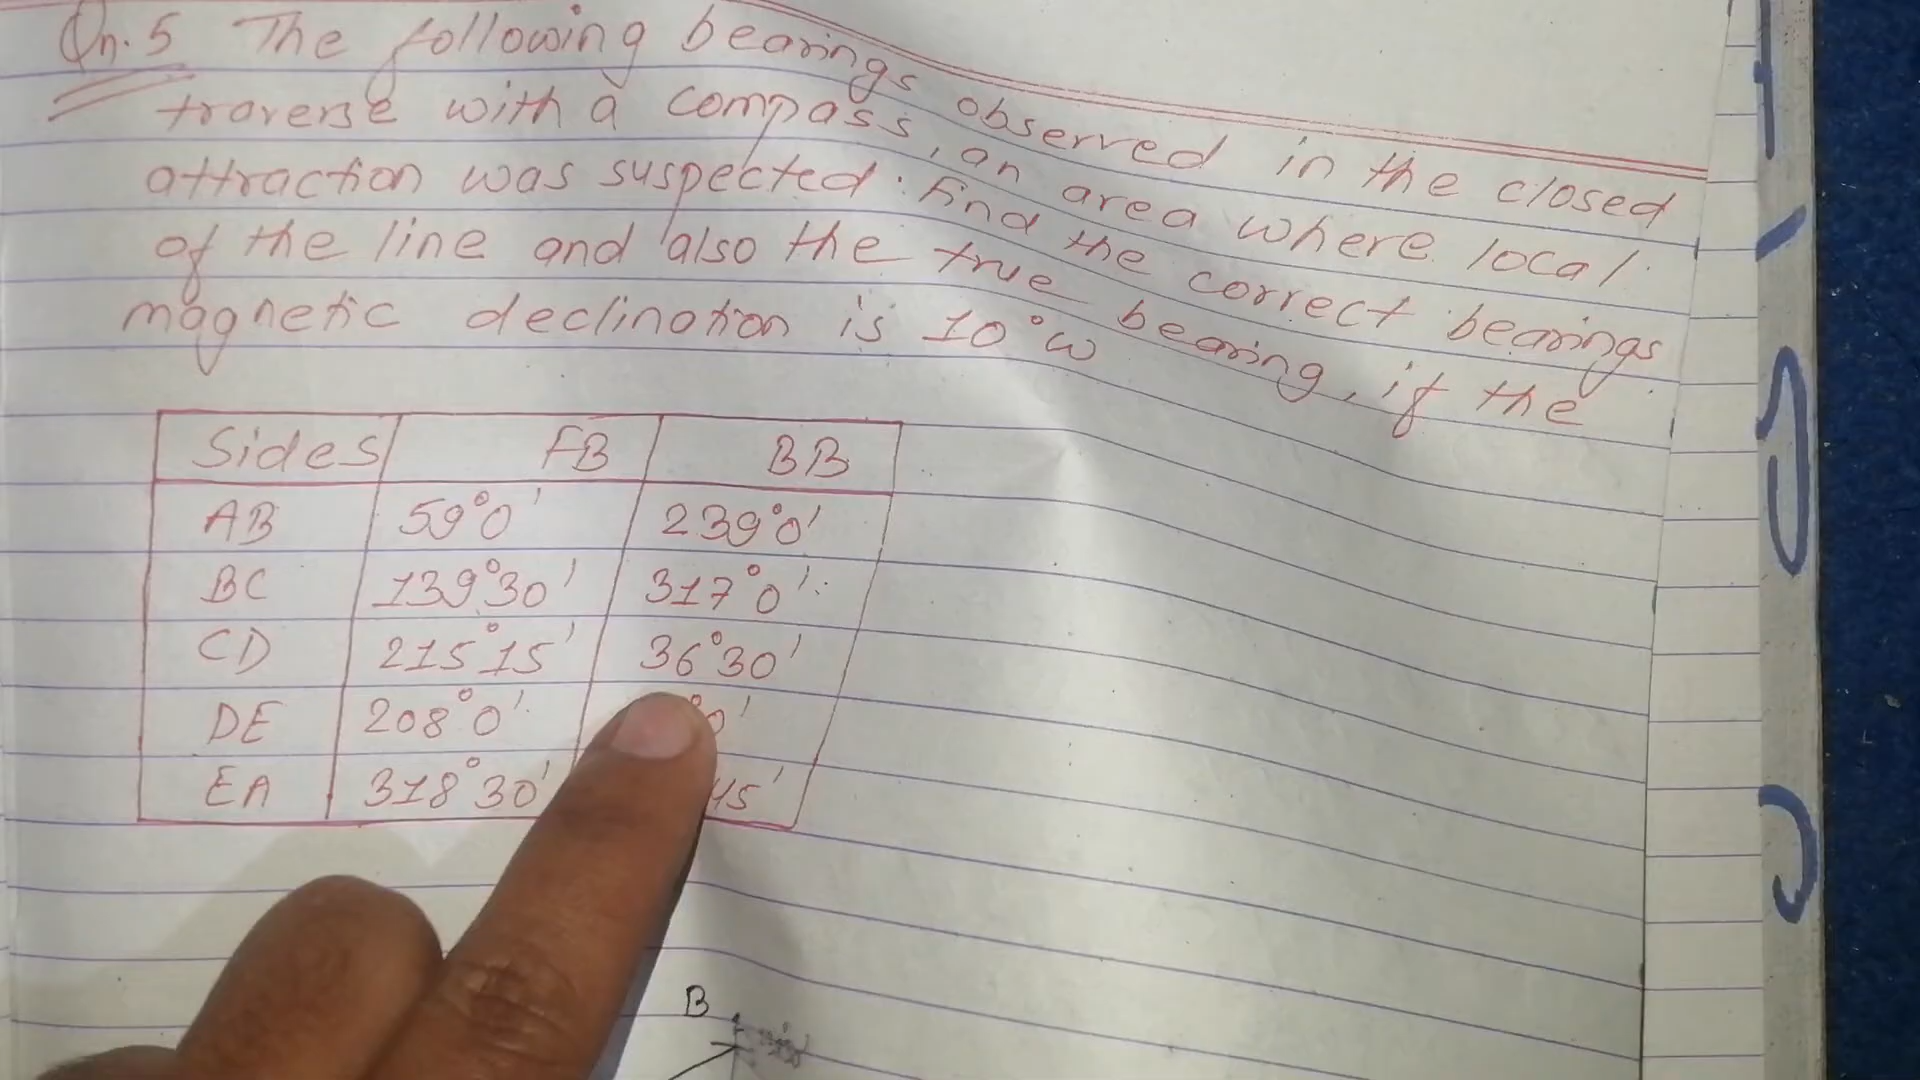 Qn.5 The following bearings observed in the closed
traverse with a compass, an area where local
attraction was suspected. Find the correct bearings
of the line and also the true bearing, if the
magnetic declination is 10°W
Sides FB BB
AB 59°0' 239°0'
BC 139°30' 317°0'
CD 215°15' 36°30'
DE 208°0' °0'
EA 318°30' 45'
B